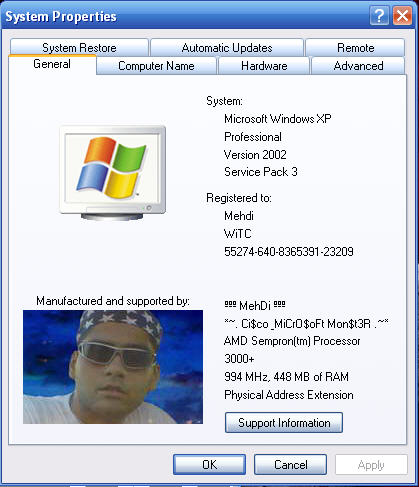 System Properties
System Restore
Automatic Updates
Remote
General
Computer Name
Hardware
Advanced
System:
Microsoft Windows XP
Professional
Version 2002
Service Pack 3
Registered to:
Mehdi
WiTC
55274-640-8365391-23209
Manufactured and supported by:
ººº MehDi ººº
*~. Ci$co ,MiCrO$oFt Mon$t3R .~*
AMD Sempron(tm) Processor
3000+
994 MHz, 448 MB of RAM
Physical Address Extension
Support Information
OK
Cancel
Apply